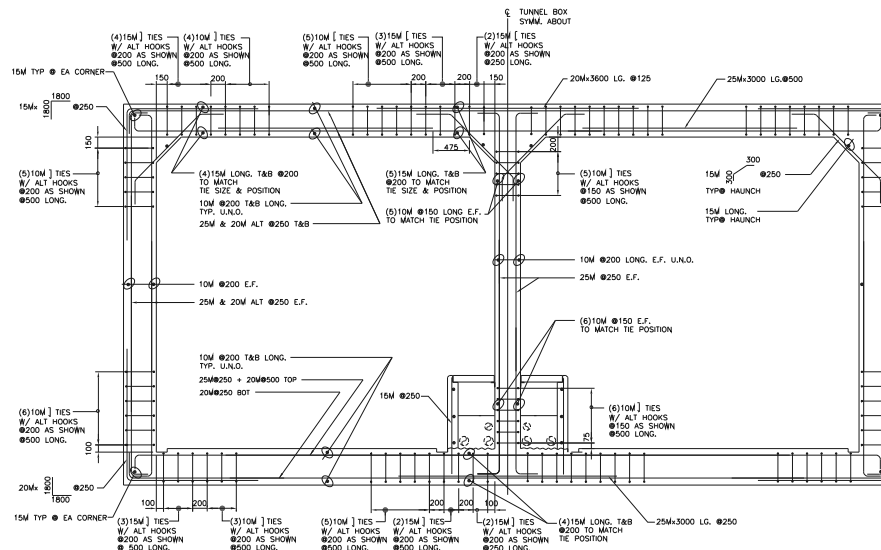 ℄ TUNNEL BOX
SYMM. ABOUT
(4)15M ] TIES
W/ ALT HOOKS
@200 AS SHOWN
@500 LONG.
(4)10M ] TIES
W/ ALT HOOKS
@200 AS SHOWN
@500 LONG
(5)10M [ TIES
W/ ALT HOOKS
@200 AS SHOWN
@500 LONG
(3)15M [ TIES
W/ ALT HOOKS
@200 AS SHOWN
@500 LONG.
(2)15M [ TIES
W/ ALT HOOKS
@200 AS SHOWN
@250 LONG.
15M TYP @ EA CORNER
150
200
200
200
150
20Mx3600 LG. @125
25Mx3000 LG.@500
15Mx 1800 1800 @250
150
475
200
(5)10M ] TIES
W/ ALT HOOKS
@200 AS SHOWN
@500 LONG.
(4)15M LONG. T&B @200
TO MATCH
TIE SIZE & POSITION
10M @200 T&B LONG.
TYP. U.N.O.
25M & 20M ALT @250 T&B
(5)15M LONG. T&B
@200 TO MATCH
TIE SIZE & POSITION
(5)10M @150 LONG E.F.
TO MATCH TIE POSITION
(5)10M ] TIES
W/ ALT HOOKS
@150 AS SHOWN
@500 LONG.
15M 300 300 @250
TYP@ HAUNCH
15M LONG.
TYP@ HAUNCH
10M @200 E.F.
25M & 20M ALT @250 E.F.
10M @200 LONG. E.F. U.N.O.
25M @250 E.F.
(6)10M @150 E.F.
TO MATCH TIE POSITION
10M @200 T&B LONG.
TYP. U.N.O.
25M@250 + 20M@500 TOP
20M@250 BOT
15M @250
(6)10M ] TIES
W/ ALT HOOKS
@200 AS SHOWN
@500 LONG.
100
(6)10M ] TIES
W/ ALT HOOKS
@150 AS SHOWN
@500 LONG.
75
20Mx 1800 1800 @250
15M TYP @ EA CORNER
100
200
200
200
100
(3)15M ] TIES
W/ ALT HOOKS
@200 AS SHOWN
@ 500 LONG.
(3)10M ] TIES
W/ ALT HOOKS
@200 AS SHOWN
@500 LONG.
(5)10M ] TIES
W/ ALT HOOKS
@200 AS SHOWN
@500 LONG.
(2)15M ] TIES
W/ ALT HOOKS
@200 AS SHOWN
@500 LONG.
(2)15M ] TIES
W/ ALT HOOKS
@200 AS SHOWN
@250 LONG.
(4)15M LONG. T&B
@200 TO MATCH
TIE POSITION
25Mx3000 LG. @250